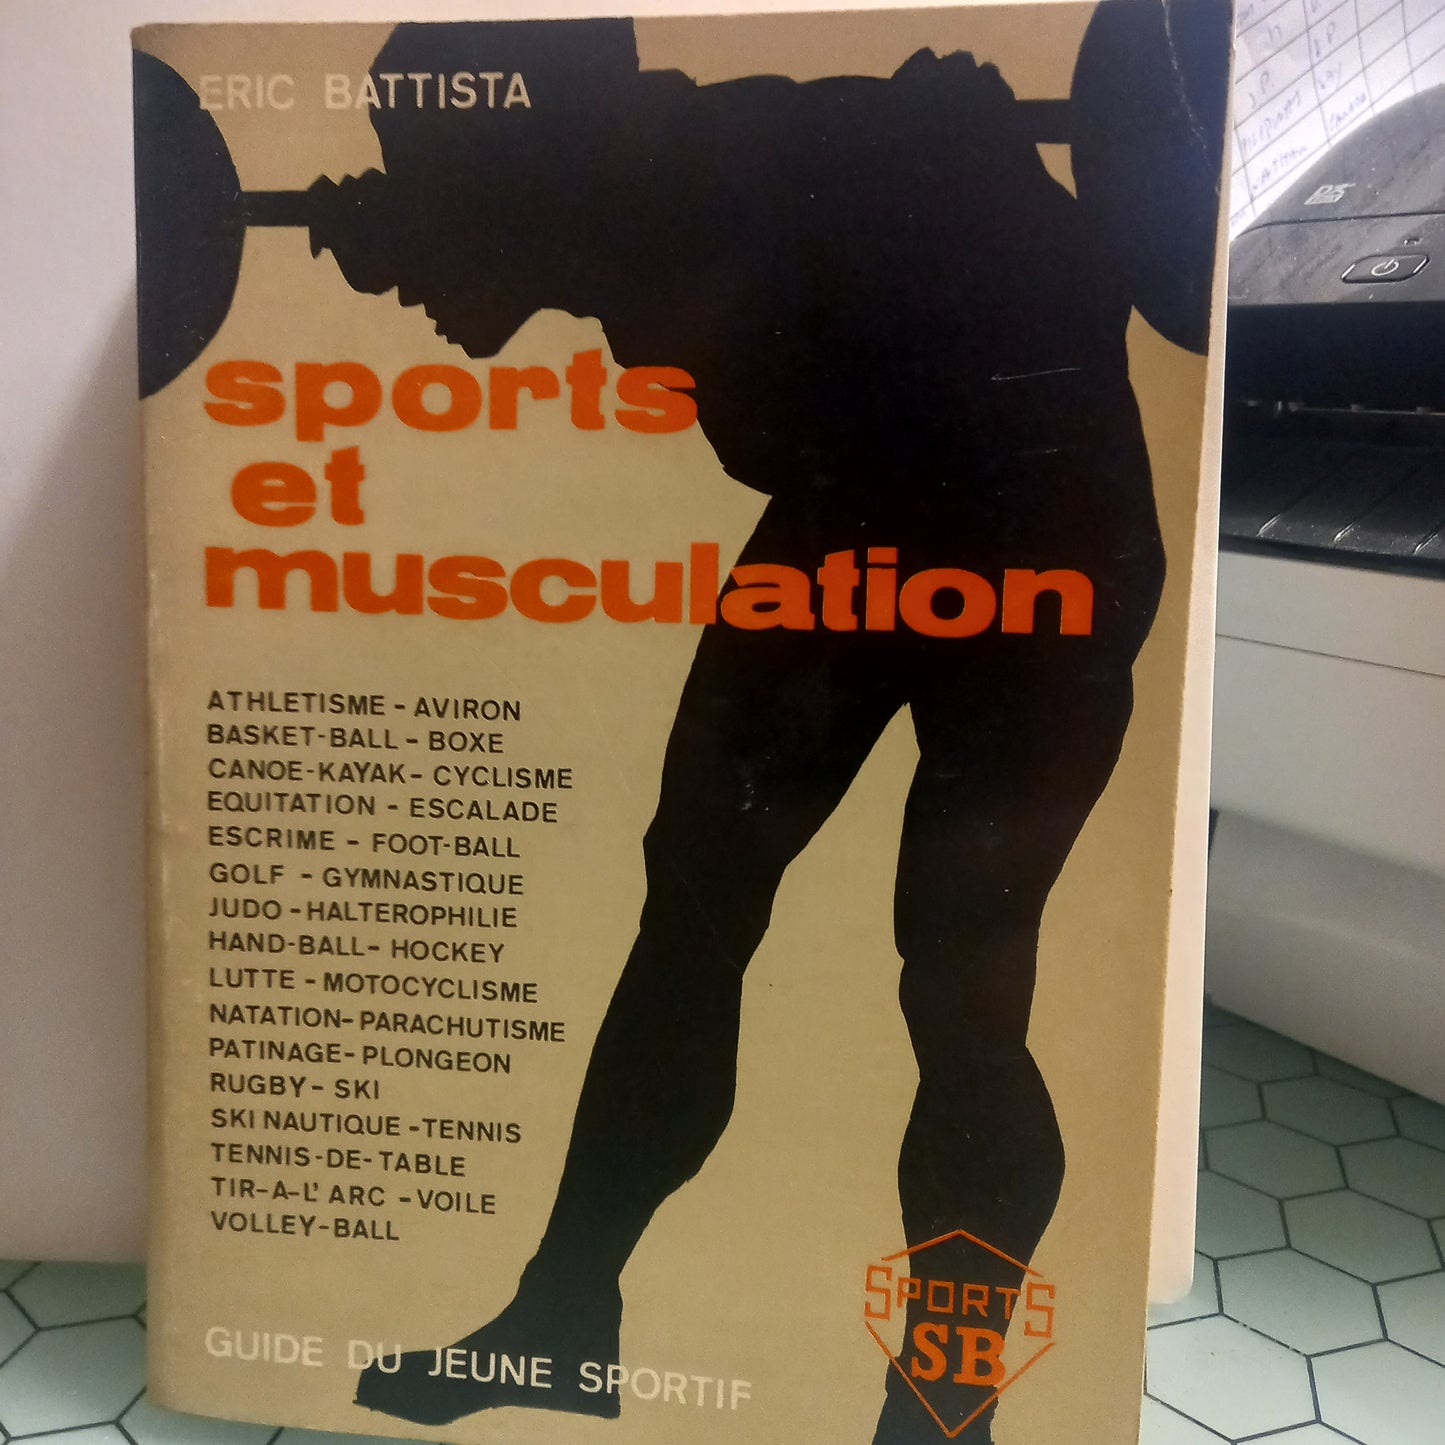 ERIC BATTISTA
sports
et
musculation
ATHLETISME - AVIRON
BASKET-BALL - BOXE
CANOE-KAYAK - CYCLISME
EQUITATION - ESCALADE
ESCRIME - FOOT-BALL
GOLF - GYMNASTIQUE
JUDO - HALTEROPHILIE
HAND-BALL - HOCKEY
LUTTE - MOTOCYCLISME
NATATION - PARACHUTISME
PATINAGE - PLONGEON
RUGBY - SKI
SKI NAUTIQUE - TENNIS
TENNIS-DE-TABLE
TIR-A-L' ARC - VOILE
VOLLEY-BALL
GUIDE DU JEUNE SPORTIF
SPORTS
SB